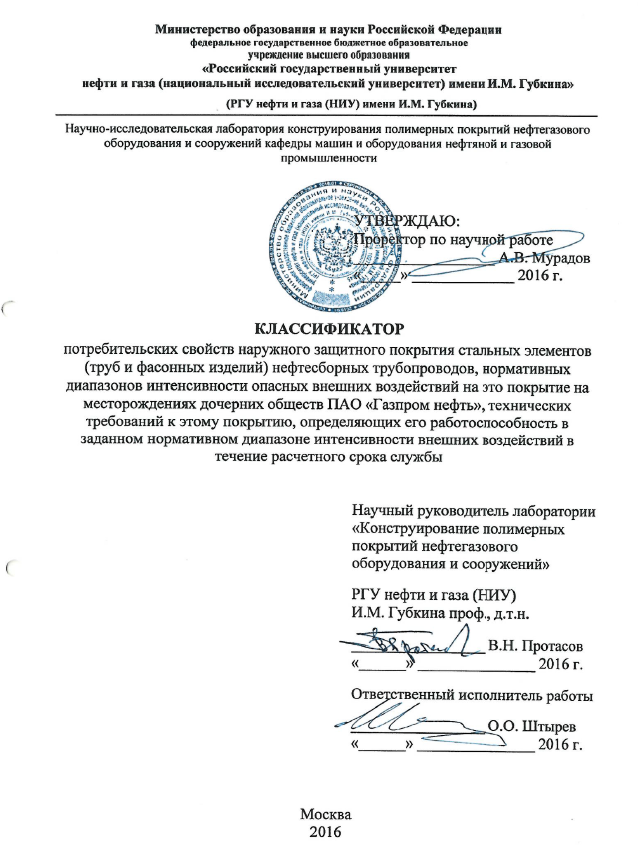 Министерство образования и науки Российской Федерации
федеральное государственное бюджетное образовательное
учреждение высшего образования
«Российский государственный университет
нефти и газа (национальный исследовательский университет) имени И.М. Губкина»
(РГУ нефти и газа (НИУ) имени И.М. Губкина)
Научно-исследовательская лаборатория конструирования полимерных покрытий нефтегазового
оборудования и сооружений кафедры машин и оборудования нефтяной и газовой
промышленности
УТВЕРЖДАЮ:
Проректор по научной работе
А.В. Мурадов
«______» _____________ 2016 г.
КЛАССИФИКАТОР
потребительских свойств наружного защитного покрытия стальных элементов
(труб и фасонных изделий) нефтесборных трубопроводов, нормативных
диапазонов интенсивности опасных внешних воздействий на это покрытие на
месторождениях дочерних обществ ПАО «Газпром нефть», технических
требований к этому покрытию, определяющих его работоспособность в
заданном нормативном диапазоне интенсивности внешних воздействий в
течение расчетного срока службы
Научный руководитель лаборатории
«Конструирование полимерных
покрытий нефтегазового
оборудования и сооружений»
РГУ нефти и газа (НИУ)
И.М. Губкина проф., д.т.н.
_________________ В.Н. Протасов
«______» _______________ 2016 г.
Ответственный исполнитель работы
_________________ О.О. Штырев
«______» _______________ 2016 г.
Москва
2016